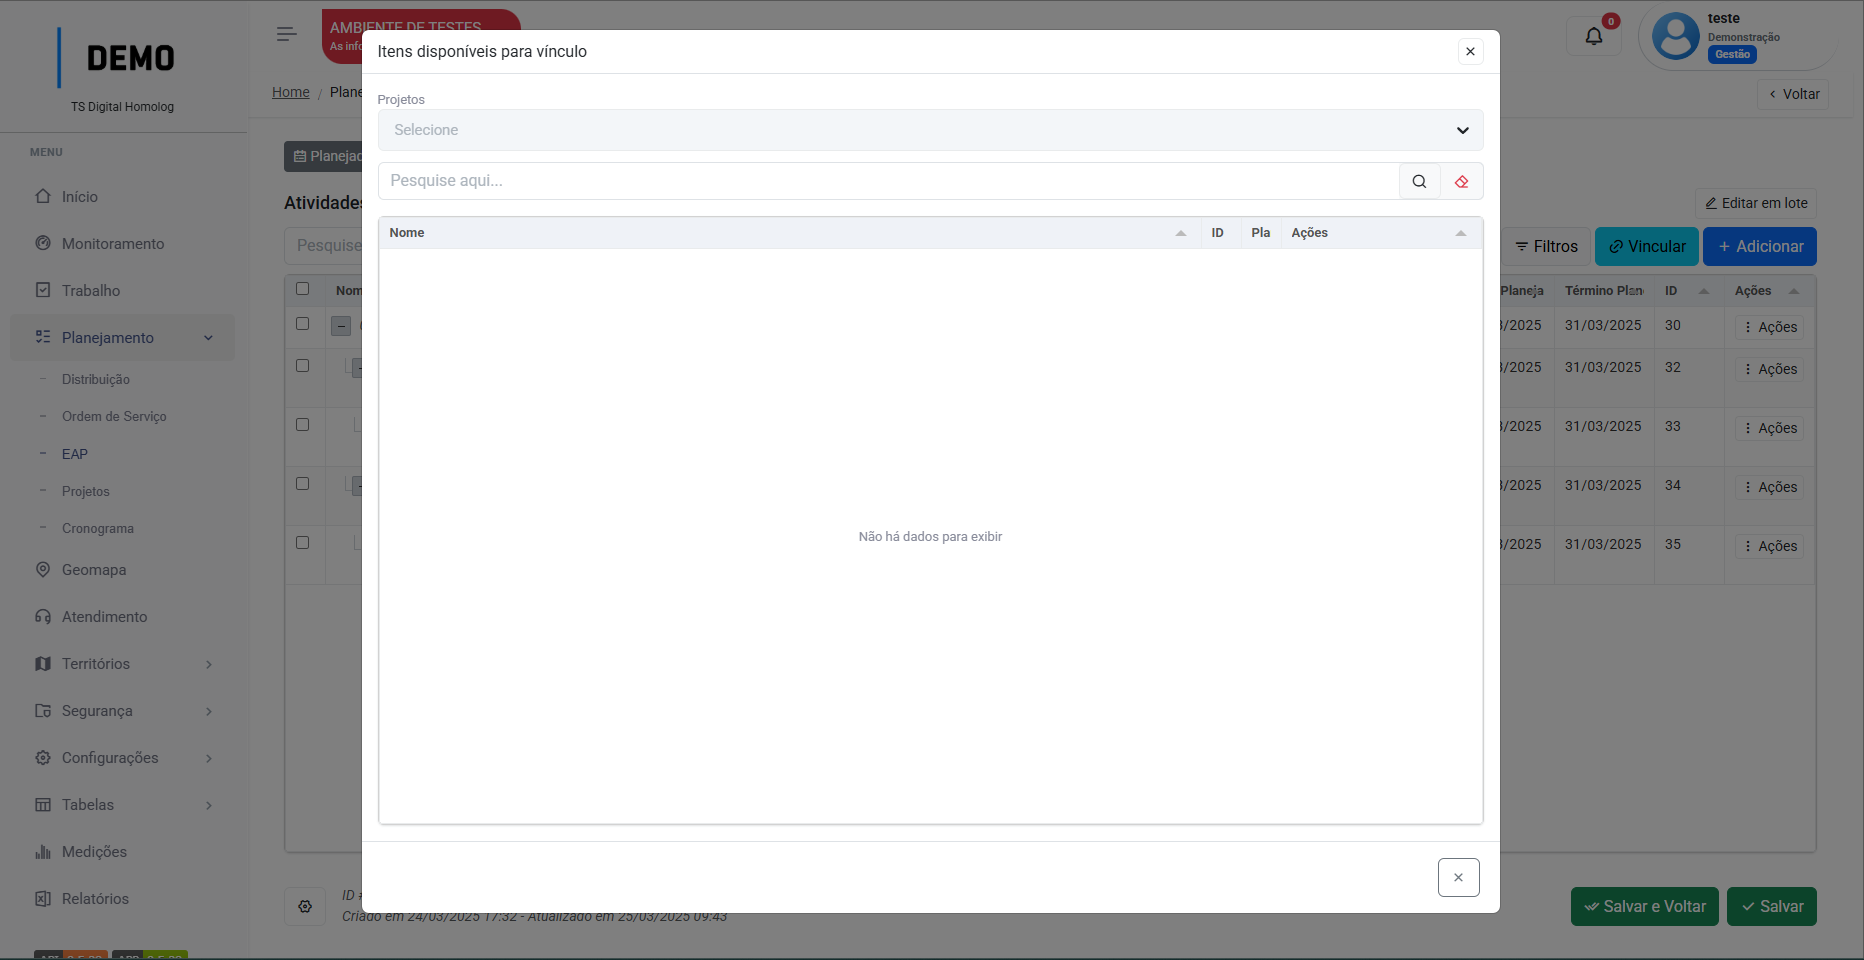 DEMO
TS Digital Homolog
MENU
Início
Monitoramento
Trabalho
Planejamento
Distribuição
Ordem de Serviço
EAP
Projetos
Cronograma
Geomapa
Atendimento
Territórios
Segurança
Configurações
Tabelas
Medições
Relatórios
AMBIENTE DE TESTES
As info
0
teste
Demonstração
Gestão
Home / Plane
Voltar
Planejad
Atividades
Editar em lote
Pesquise
Filtros
Vincular
+ Adicionar
Nom
Planeja
Término Plan
ID
Ações
3/2025 31/03/2025 30 Ações
3/2025 31/03/2025 32 Ações
3/2025 31/03/2025 33 Ações
3/2025 31/03/2025 34 Ações
3/2025 31/03/2025 35 Ações
Itens disponíveis para vínculo
Projetos
Selecione
Pesquise aqui...
Nome ID Pla Ações
Não há dados para exibir
ID #
Criado em 24/03/2025 17:32 - Atualizado em 25/03/2025 09:43
Salvar e Voltar
Salvar